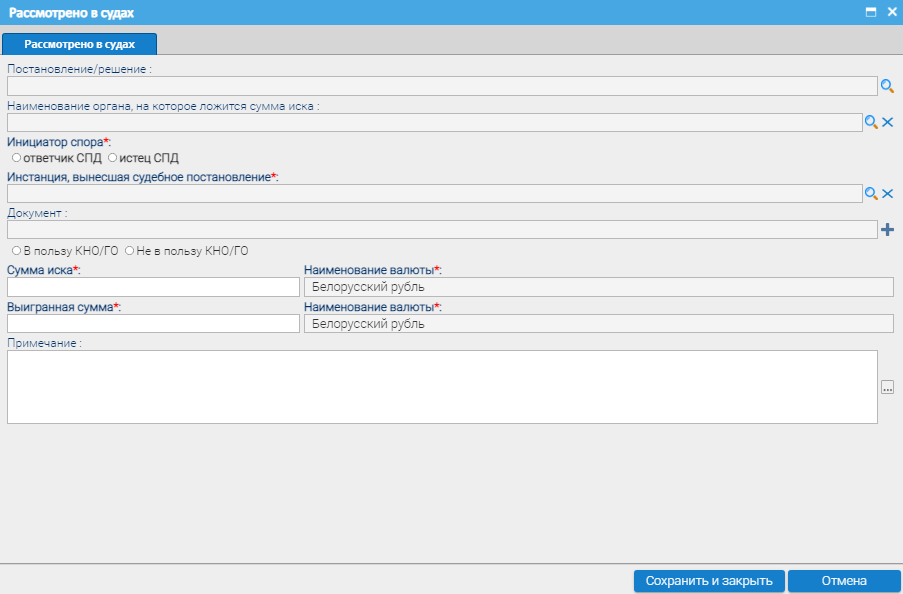 Рассмотрено в судах
Рассмотрено в судах
Постановление/решение :
Наименование органа, на которое ложится сумма иска :
Инициатор спора*:
ответчик СПД истец СПД
Инстанция, вынесшая судебное постановление*:
Документ :
В пользу КНО/ГО Не в пользу КНО/ГО
Сумма иска*: Наименование валюты*:
Белорусский рубль
Выигранная сумма*: Наименование валюты*:
Белорусский рубль
Примечание :
...
Сохранить и закрыть Отмена